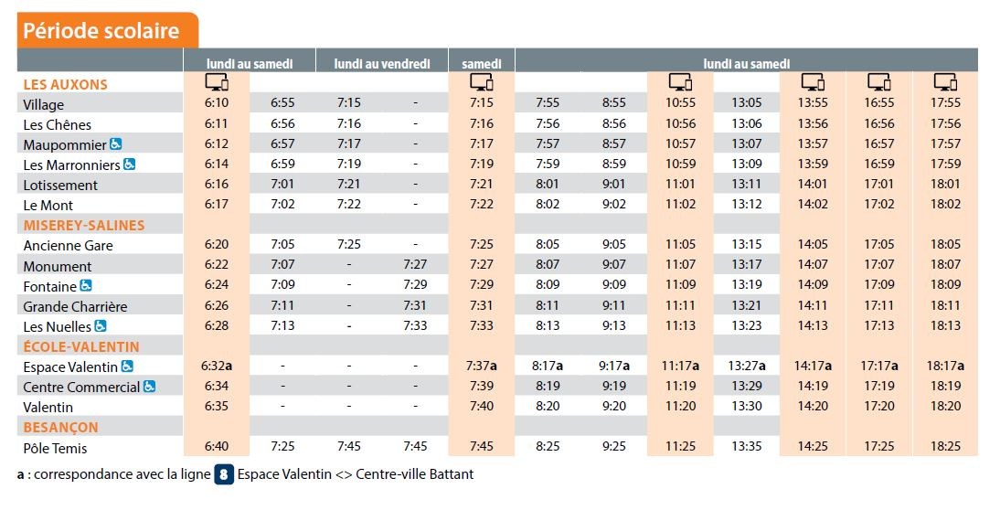 Période scolaire
lundi au samedi lundi au vendredi samedi lundi au samedi
LES AUXONS
Village 6:10 6:55 7:15 - 7:15 7:55 8:55 10:55 13:05 13:55 16:55 17:55
Les Chênes 6:11 6:56 7:16 - 7:16 7:56 8:56 10:56 13:06 13:56 16:56 17:56
Maupommier 6:12 6:57 7:17 - 7:17 7:57 8:57 10:57 13:07 13:57 16:57 17:57
Les Marronniers 6:14 6:59 7:19 - 7:19 7:59 8:59 10:59 13:09 13:59 16:59 17:59
Lotissement 6:16 7:01 7:21 - 7:21 8:01 9:01 11:01 13:11 14:01 17:01 18:01
Le Mont 6:17 7:02 7:22 - 7:22 8:02 9:02 11:02 13:12 14:02 17:02 18:02
MISEREY-SALINES
Ancienne Gare 6:20 7:05 7:25 - 7:25 8:05 9:05 11:05 13:15 14:05 17:05 18:05
Monument 6:22 7:07 - 7:27 7:27 8:07 9:07 11:07 13:17 14:07 17:07 18:07
Fontaine 6:24 7:09 - 7:29 7:29 8:09 9:09 11:09 13:19 14:09 17:09 18:09
Grande Charrière 6:26 7:11 - 7:31 7:31 8:11 9:11 11:11 13:21 14:11 17:11 18:11
Les Nuelles 6:28 7:13 - 7:33 7:33 8:13 9:13 11:13 13:23 14:13 17:13 18:13
ÉCOLE-VALENTIN
Espace Valentin 6:32a - - - 7:37a 8:17a 9:17a 11:17a 13:27a 14:17a 17:17a 18:17a
Centre Commercial 6:34 - - - 7:39 8:19 9:19 11:19 13:29 14:19 17:19 18:19
Valentin 6:35 - - - 7:40 8:20 9:20 11:20 13:30 14:20 17:20 18:20
BESANÇON
Pôle Temis 6:40 7:25 7:45 7:45 7:45 8:25 9:25 11:25 13:35 14:25 17:25 18:25
a : correspondance avec la ligne 8 Espace Valentin <> Centre-ville Battant